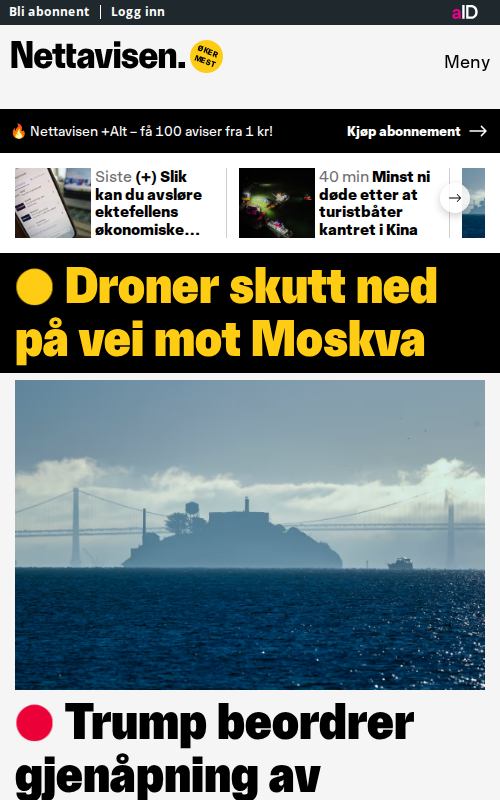 Bli abonnent | Logg inn
aID
Nettavisen.
ØKER
MEST
Meny
Nettavisen +Alt – få 100 aviser fra 1 kr!
Kjøp abonnement
Siste (+) Slik
kan du avsløre
ektefellens
økonomiske...
40 min Minst ni
døde etter at
turistbåter
kantret i Kina
Droner skutt ned
på vei mot Moskva
Trump beordrer
gjenåpning av